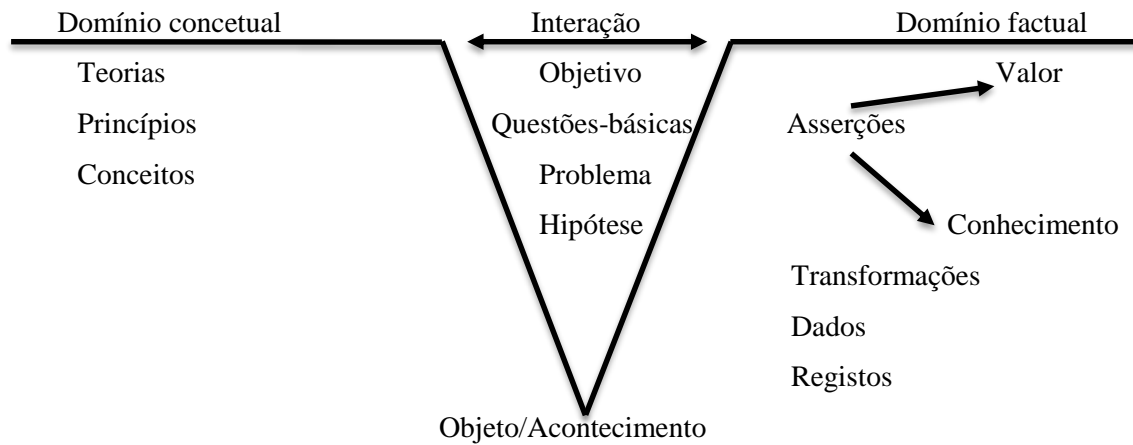 Domínio concetual
Interação
Domínio factual
Teorias
Objetivo
Valor
Princípios
Questões-básicas
Asserções
Conceitos
Problema
Hipótese
Conhecimento
Transformações
Dados
Registos
Objeto/Acontecimento